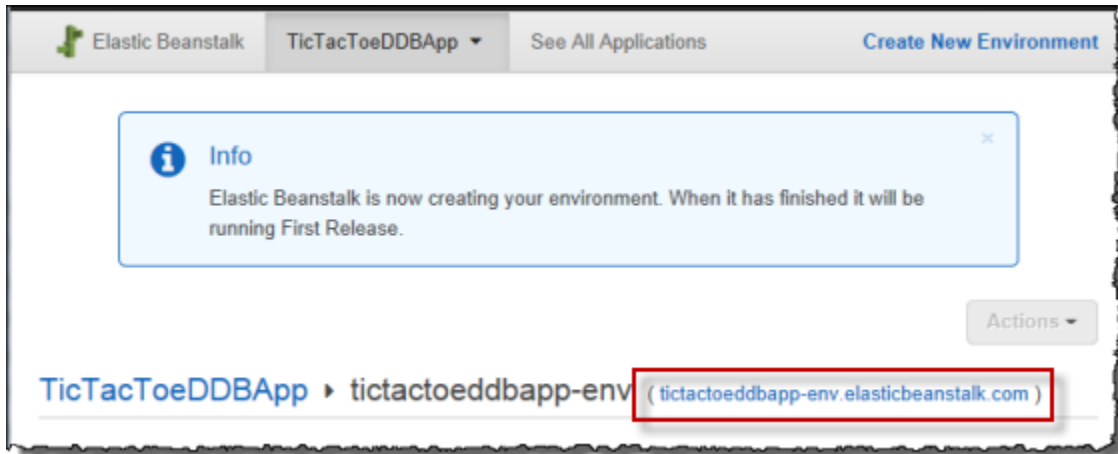 Elastic Beanstalk TicTacToeDDBApp See All Applications Create New Environment
Info
×
Elastic Beanstalk is now creating your environment. When it has finished it will be
running First Release.
Actions
TicTacToeDDBApp ▸ tictactoeddbapp-env ( tictactoeddbapp-env.elasticbeanstalk.com )